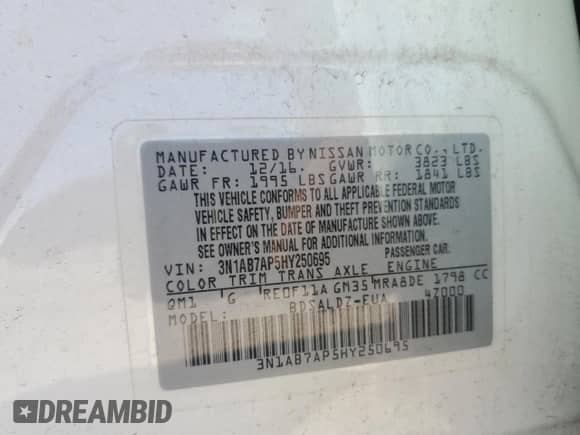 MANUFACTURED BY NISSAN MOTOR CO., LTD.
DATE: 12/16. GVWR: 3823 LBS
GAWR FR: 1995 LBS GAWR RR: 1841 LBS
THIS VEHICLE CONFORMS TO ALL APPLICABLE FEDERAL MOTOR
VEHICLE SAFETY, BUMPER AND THEFT PREVENTION STANDARDS
IN EFFECT ON THE DATE OF MANUFACTURE SHOWN ABOVE.
SEE OWNER'S MANUAL FOR ADDITIONAL INFORMATION.
VIN: 3N1AB7AP5HY250695 PASSENGER CAR.
COLOR TRIM TRANS AXLE ENGINE
QM1 G RE0F11A GM35 MRA8DE 1798 CC
MODEL: BDSALDZ-EUA 4Z000
3N1AB7AP5HY250695
DREAMBID